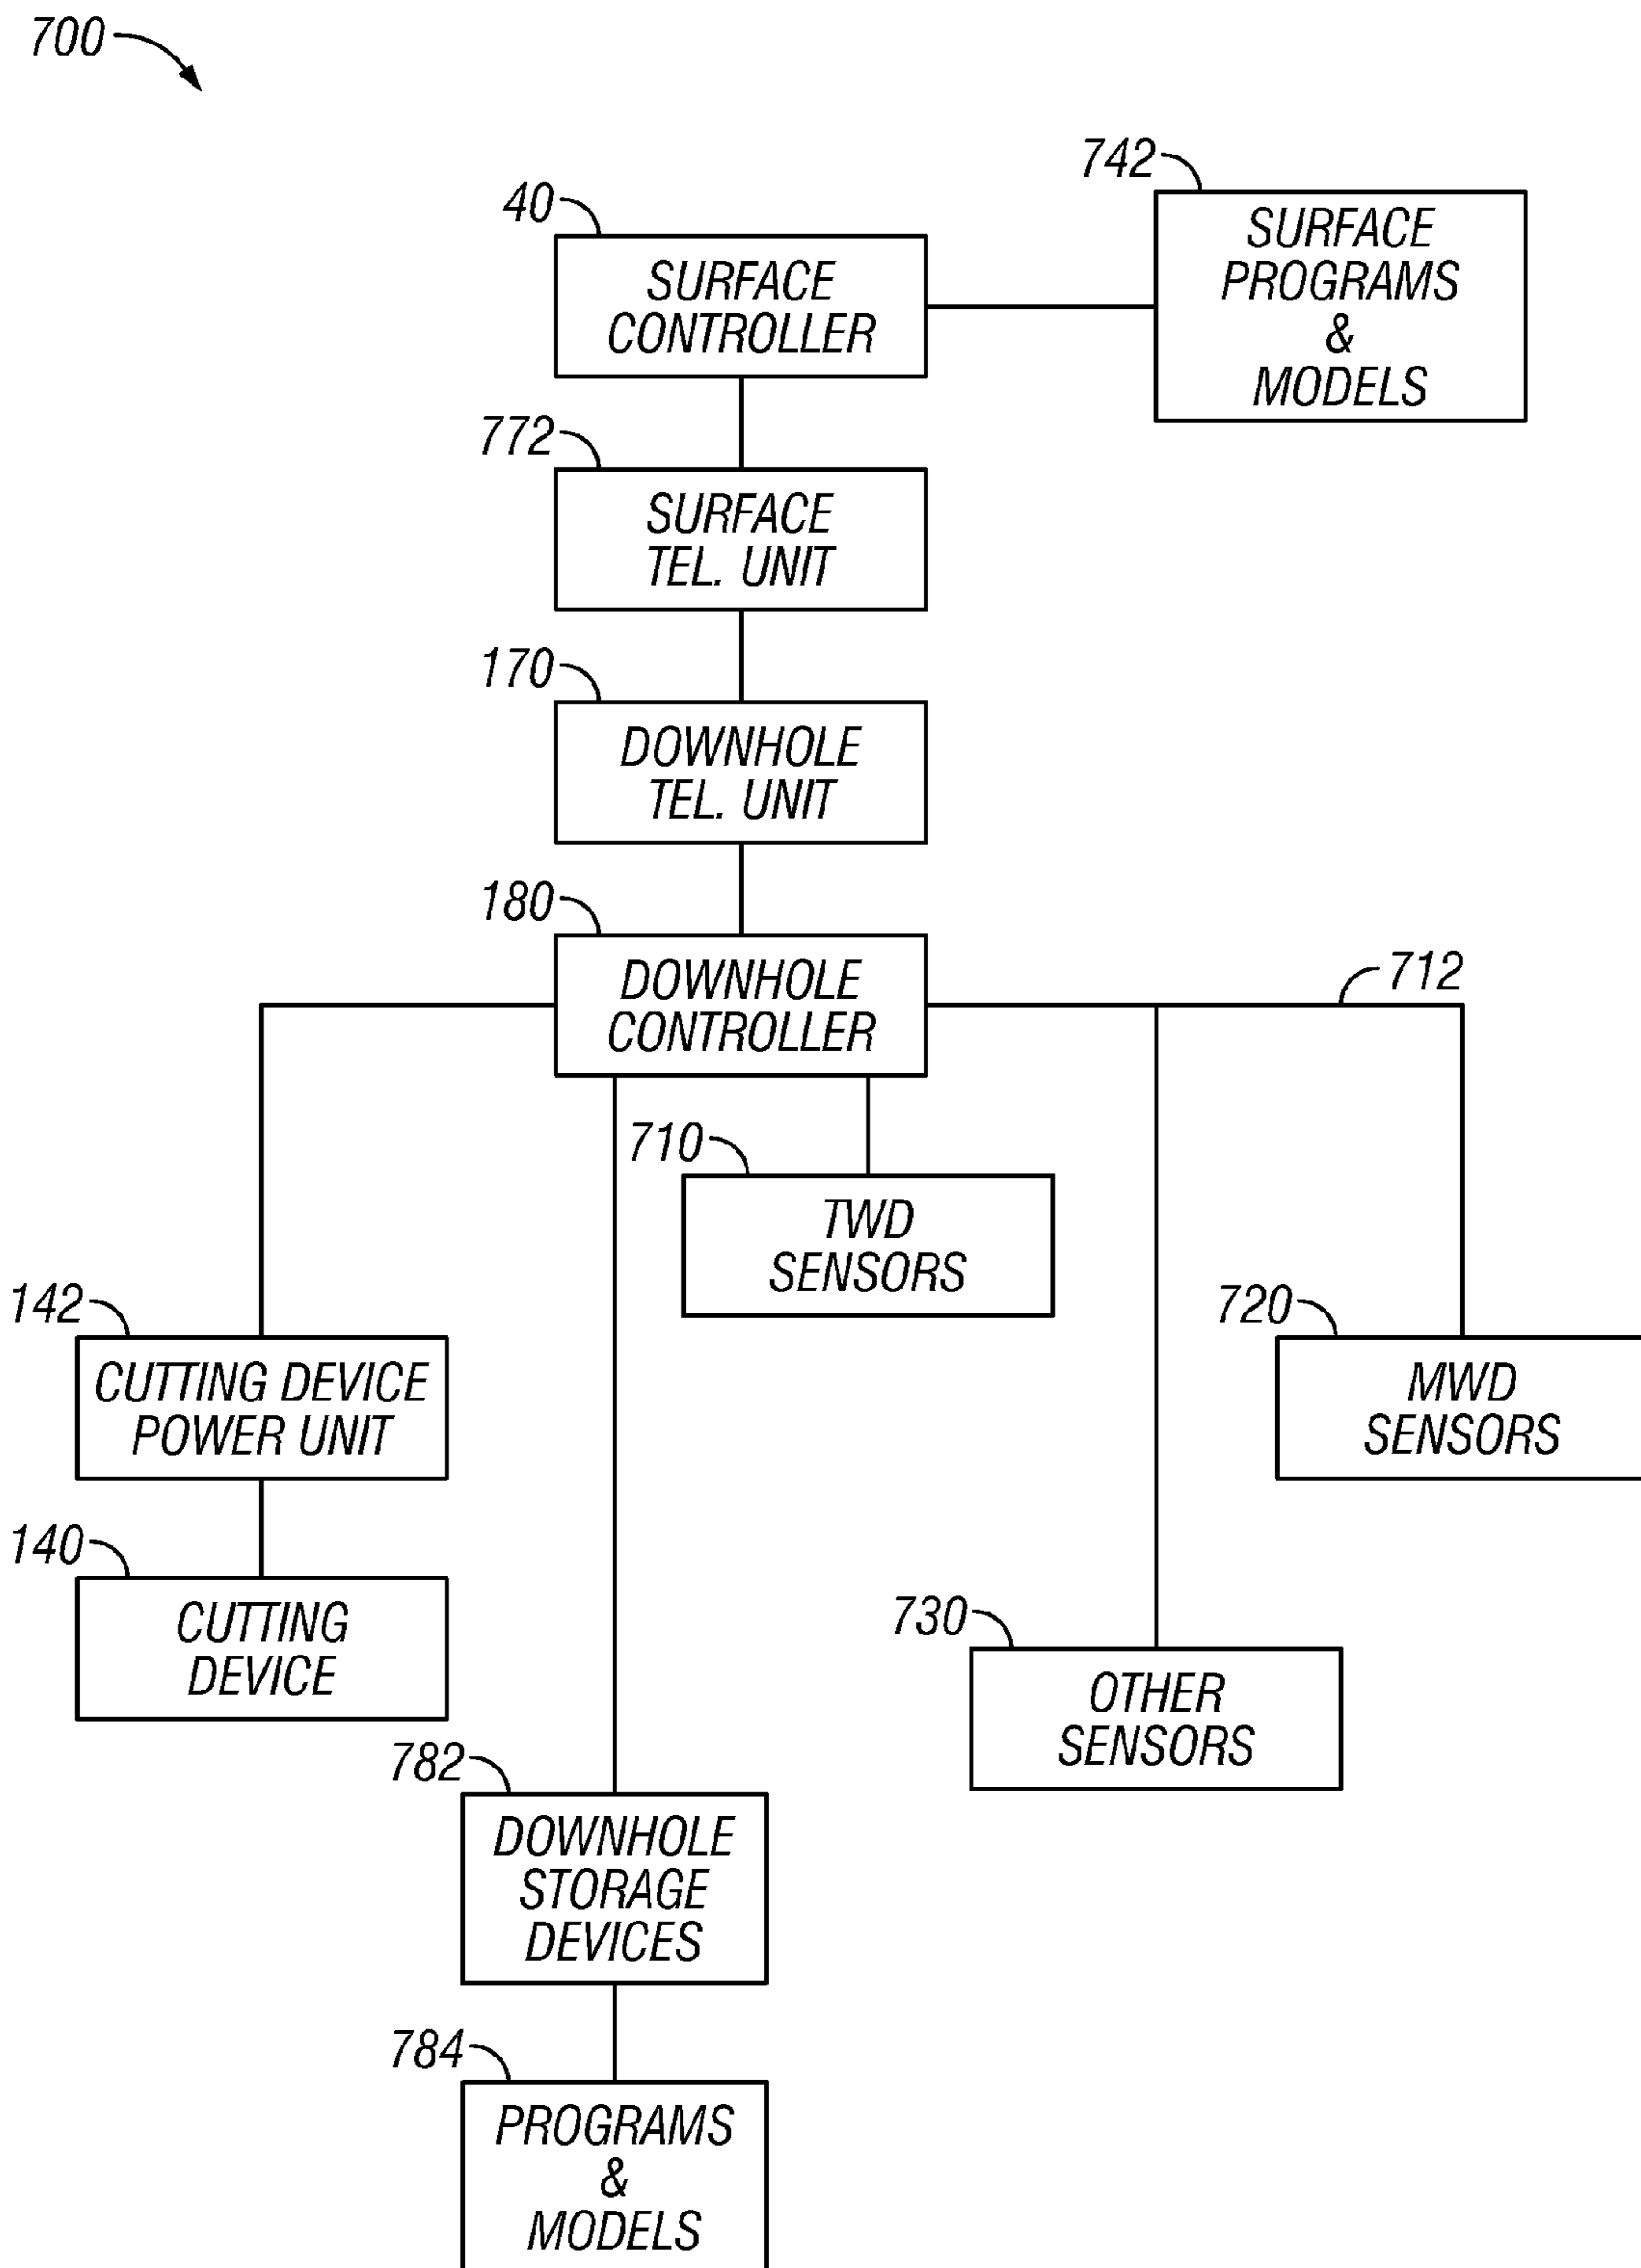 700
742
40
SURFACE
PROGRAMS
&
MODELS
SURFACE
CONTROLLER
772
SURFACE
TEL. UNIT
170
DOWNHOLE
TEL. UNIT
180
DOWNHOLE
CONTROLLER
712
710
TWD
SENSORS
142
CUTTING DEVICE
POWER UNIT
720
MWD
SENSORS
140
CUTTING
DEVICE
730
OTHER
SENSORS
782
DOWNHOLE
STORAGE
DEVICES
784
PROGRAMS
&
MODELS